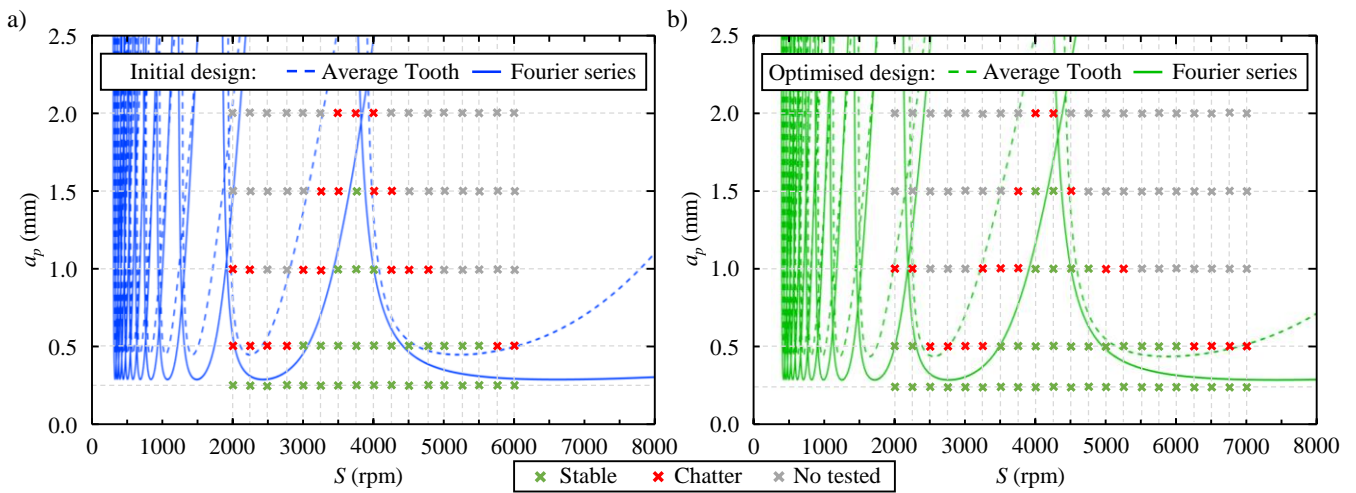 a)
2.5
2.0
1.5
1.0
0.5
0.0
a_p (mm)
Initial design: Average Tooth Fourier series
0 1000 2000 3000 4000 5000 6000 7000 8000
S (rpm)
b)
2.5
2.0
1.5
1.0
0.5
0.0
a_p (mm)
Optimised design: Average Tooth Fourier series
0 1000 2000 3000 4000 5000 6000 7000 8000
S (rpm)
Stable Chatter No tested